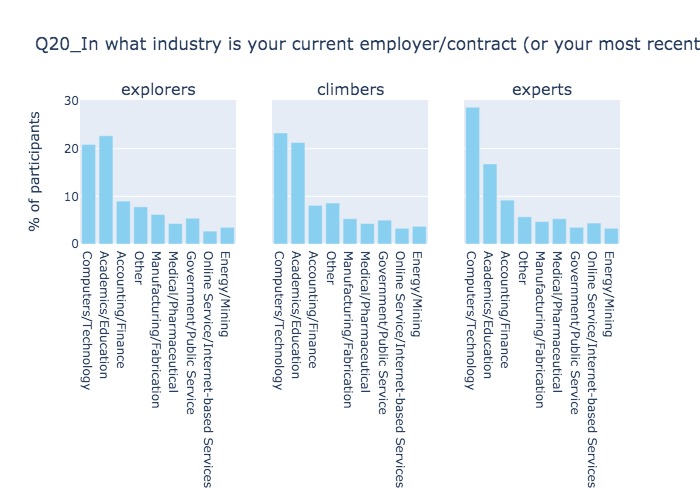 Q20_In what industry is your current employer/contract (or your most recent
explorers
climbers
experts
% of participants
30
20
10
0
Computers/Technology
Academics/Education
Accounting/Finance
Other
Manufacturing/Fabrication
Medical/Pharmaceutical
Government/Public Service
Online Service/Internet-based Services
Energy/Mining
Computers/Technology
Academics/Education
Accounting/Finance
Other
Manufacturing/Fabrication
Medical/Pharmaceutical
Government/Public Service
Online Service/Internet-based Services
Energy/Mining
Computers/Technology
Academics/Education
Accounting/Finance
Other
Manufacturing/Fabrication
Medical/Pharmaceutical
Government/Public Service
Online Service/Internet-based Services
Energy/Mining